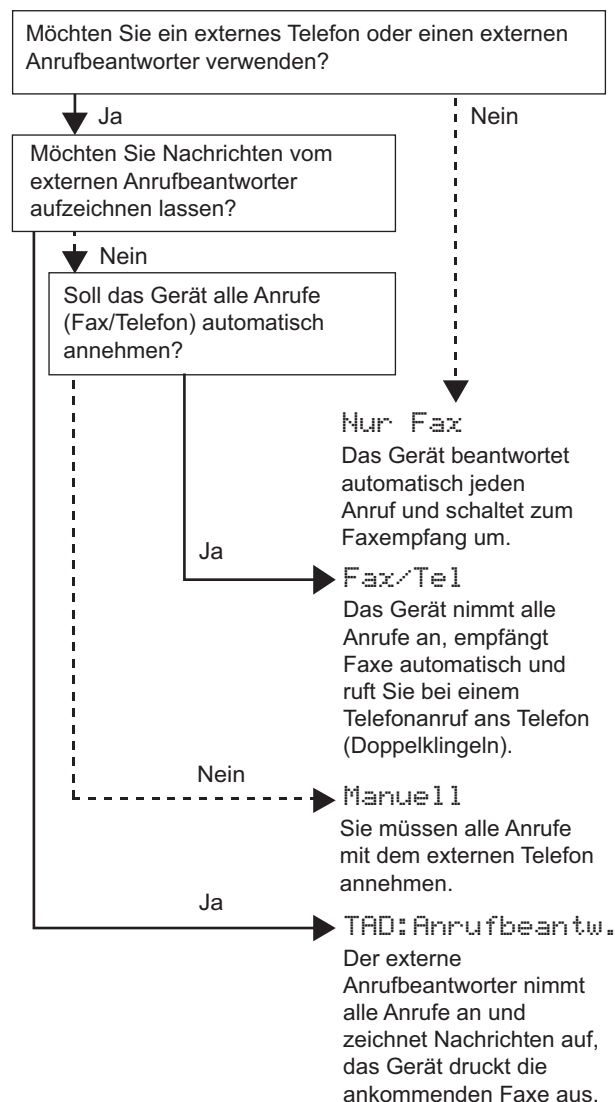 Möchten Sie ein externes Telefon oder einen externen
Anrufbeantworter verwenden?
Ja
Nein
Möchten Sie Nachrichten vom
externen Anrufbeantworter
aufzeichnen lassen?
Nein
Soll das Gerät alle Anrufe
(Fax/Telefon) automatisch
annehmen?
Nur Fax
Das Gerät beantwortet
automatisch jeden
Anruf und schaltet zum
Faxempfang um.
Ja
Fax/Tel
Das Gerät nimmt alle
Anrufe an, empfängt
Faxe automatisch und
ruft Sie bei einem
Telefonanruf ans Telefon
(Doppelklingeln).
Nein
Manuell
Sie müssen alle Anrufe
mit dem externen Telefon
annehmen.
Ja
TAD:Anrufbeantw.
Der externe
Anrufbeantworter nimmt
alle Anrufe an und
zeichnet Nachrichten auf,
das Gerät druckt die
ankommenden Faxe aus.